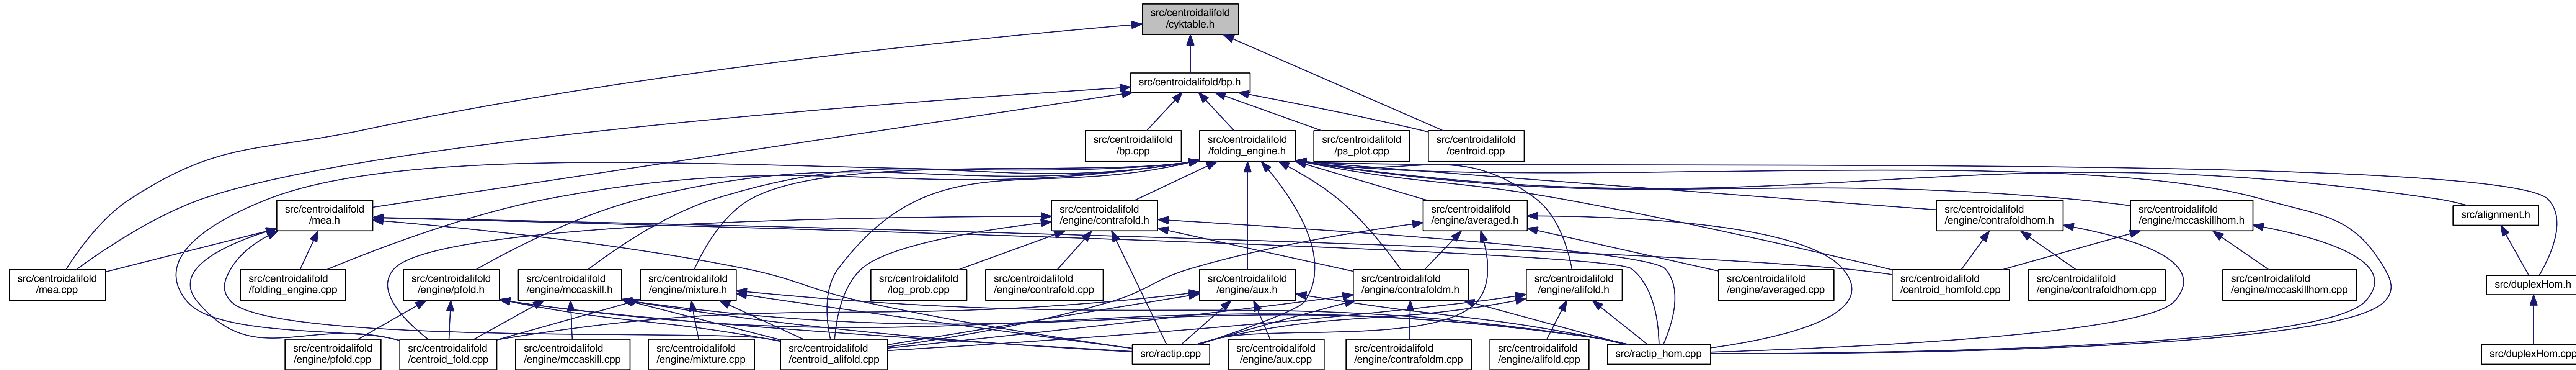 src/centroidalifold
/cyktable.h
src/centroidalifold/bp.h
src/centroidalifold
/bp.cpp
src/centroidalifold
/folding_engine.h
src/centroidalifold
/ps_plot.cpp
src/centroidalifold
/centroid.cpp
src/centroidalifold
/mea.h
src/centroidalifold
/engine/contrafold.h
src/centroidalifold
/engine/averaged.h
src/centroidalifold
/engine/contrafoldhom.h
src/centroidalifold
/engine/mccaskillhom.h
src/alignment.h
src/centroidalifold
/mea.cpp
src/centroidalifold
/folding_engine.cpp
src/centroidalifold
/engine/pfold.h
src/centroidalifold
/engine/mccaskill.h
src/centroidalifold
/engine/mixture.h
src/centroidalifold
/log_prob.cpp
src/centroidalifold
/engine/contrafold.cpp
src/centroidalifold
/engine/aux.h
src/centroidalifold
/engine/contrafoldm.h
src/centroidalifold
/engine/alifold.h
src/centroidalifold
/engine/averaged.cpp
src/centroidalifold
/centroid_homfold.cpp
src/centroidalifold
/engine/contrafoldhom.cpp
src/centroidalifold
/engine/mccaskillhom.cpp
src/duplexHom.h
src/centroidalifold
/engine/pfold.cpp
src/centroidalifold
/centroid_fold.cpp
src/centroidalifold
/engine/mccaskill.cpp
src/centroidalifold
/engine/mixture.cpp
src/centroidalifold
/centroid_alifold.cpp
src/ractip.cpp
src/centroidalifold
/engine/aux.cpp
src/centroidalifold
/engine/contrafoldm.cpp
src/centroidalifold
/engine/alifold.cpp
src/ractip_hom.cpp
src/duplexHom.cpp